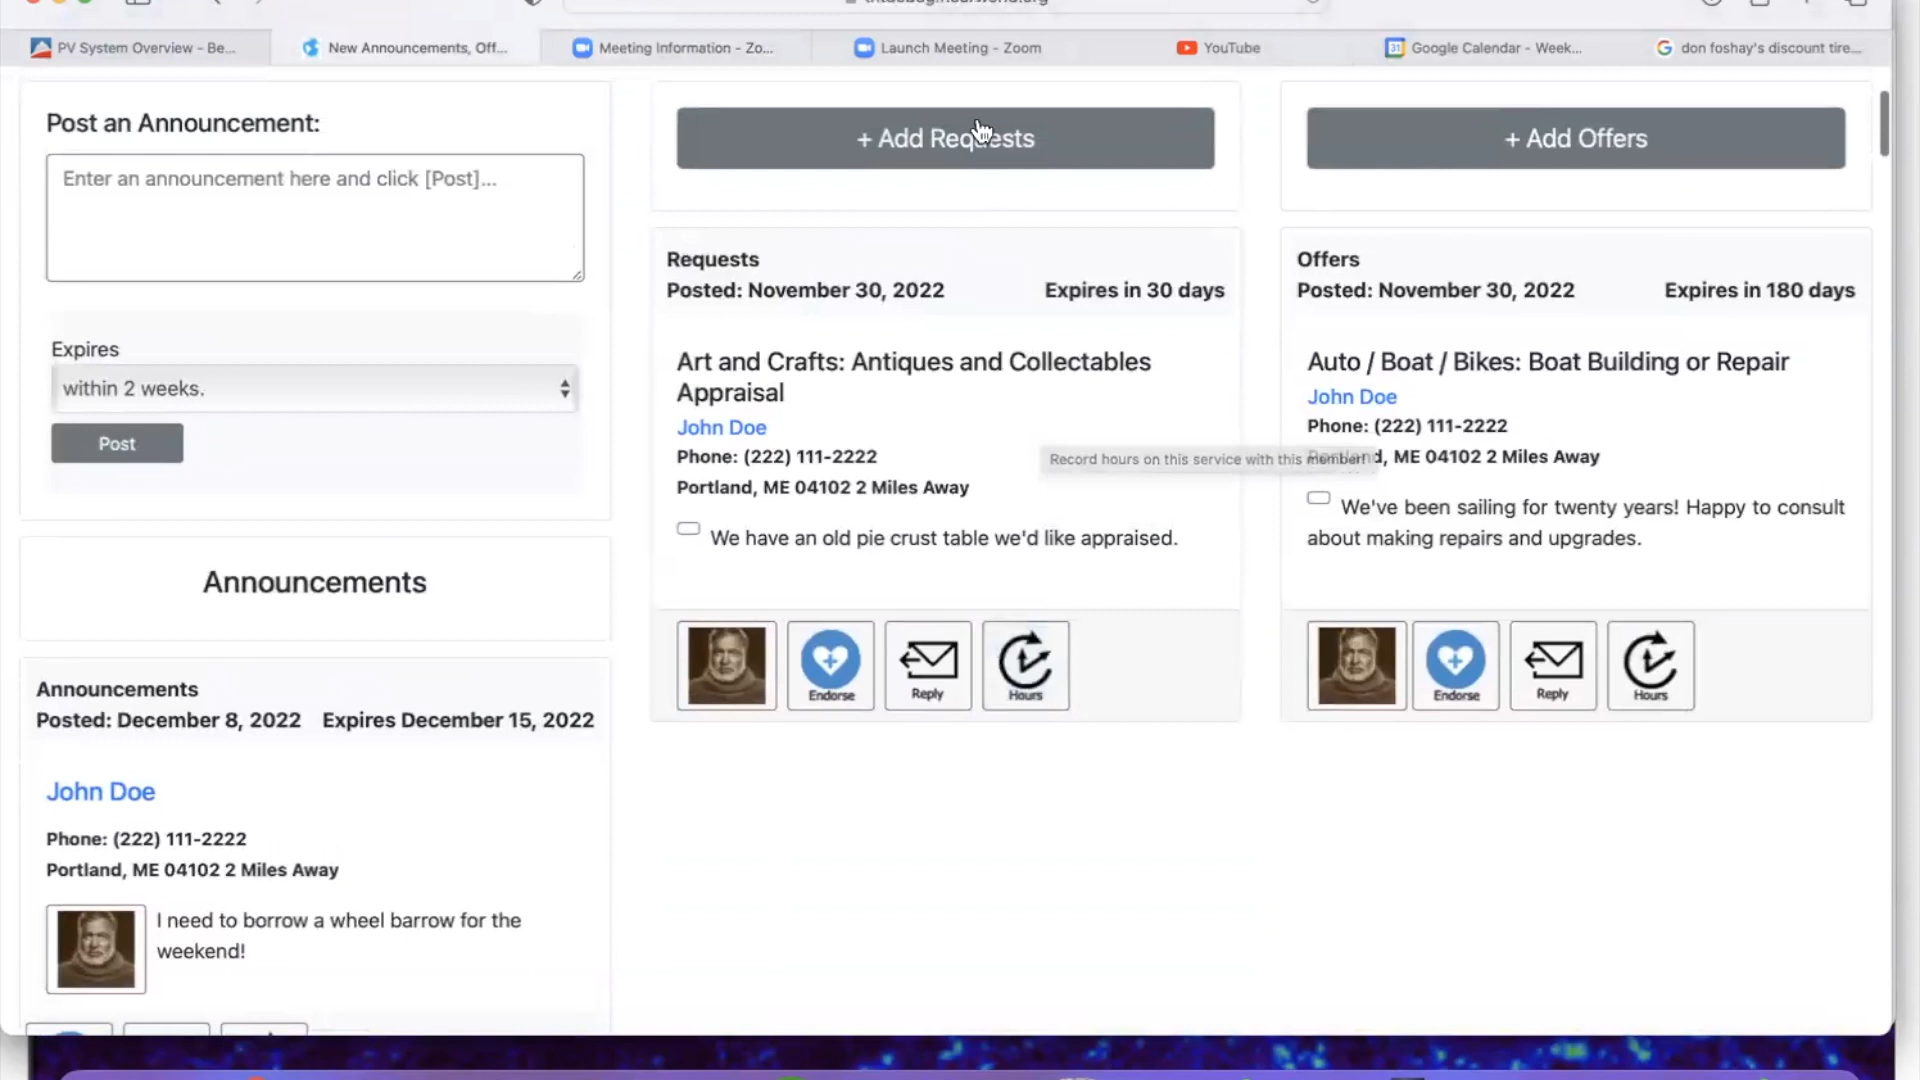 PV System Overview - Be...
New Announcements, Off...
Meeting Information - Zo...
Launch Meeting - Zoom
YouTube
31
Google Calendar - Week...
don foshay's discount tire...
Post an Announcement:
Enter an announcement here and click [Post]...
Expires
within 2 weeks.
Post
Announcements
Announcements
Posted: December 8, 2022 Expires December 15, 2022
John Doe
Phone: (222) 111-2222
Portland, ME 04102 2 Miles Away
I need to borrow a wheel barrow for the
weekend!
+ Add Requests
Requests
Posted: November 30, 2022 Expires in 30 days
Art and Crafts: Antiques and Collectables
Appraisal
John Doe
Phone: (222) 111-2222
Portland, ME 04102 2 Miles Away
We have an old pie crust table we'd like appraised.
Endorse
Reply
Hours
Record hours on this service with this member!
+ Add Offers
Offers
Posted: November 30, 2022 Expires in 180 days
Auto / Boat / Bikes: Boat Building or Repair
John Doe
Phone: (222) 111-2222
Portland, ME 04102 2 Miles Away
We've been sailing for twenty years! Happy to consult
about making repairs and upgrades.
Endorse
Reply
Hours